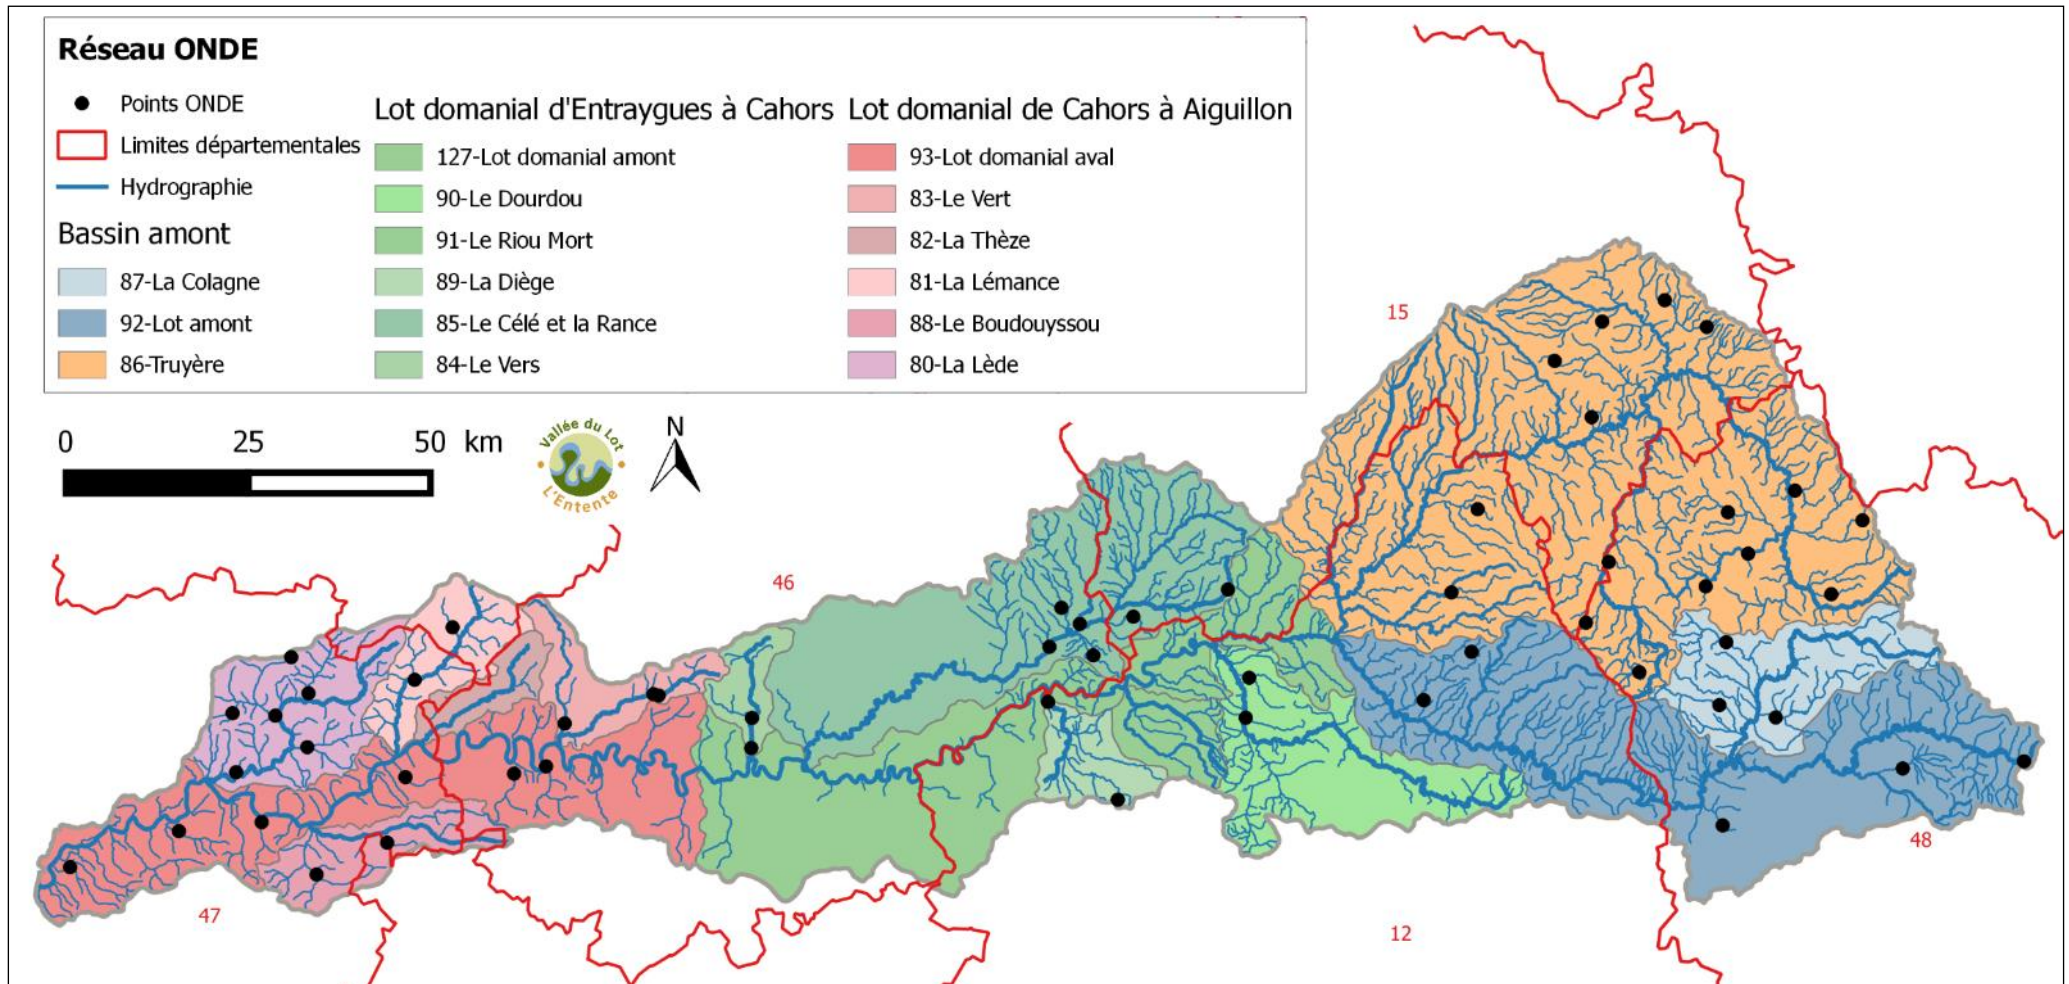 Réseau ONDE
Points ONDE
Limites départementales
Hydrographie
Bassin amont
87-La Colagne
92-Lot amont
86-Truyère
Lot domanial d'Entraygues à Cahors
127-Lot domanial amont
90-Le Dourdou
91-Le Riou Mort
89-La Diège
85-Le Célé et la Rance
84-Le Vers
Lot domanial de Cahors à Aiguillon
93-Lot domanial aval
83-Le Vert
82-La Thèze
81-La Lémance
88-Le Boudouyssou
80-La Lède
0 25 50 km
Vallée du Lot
L'Entente
N
15
46
47
12
48